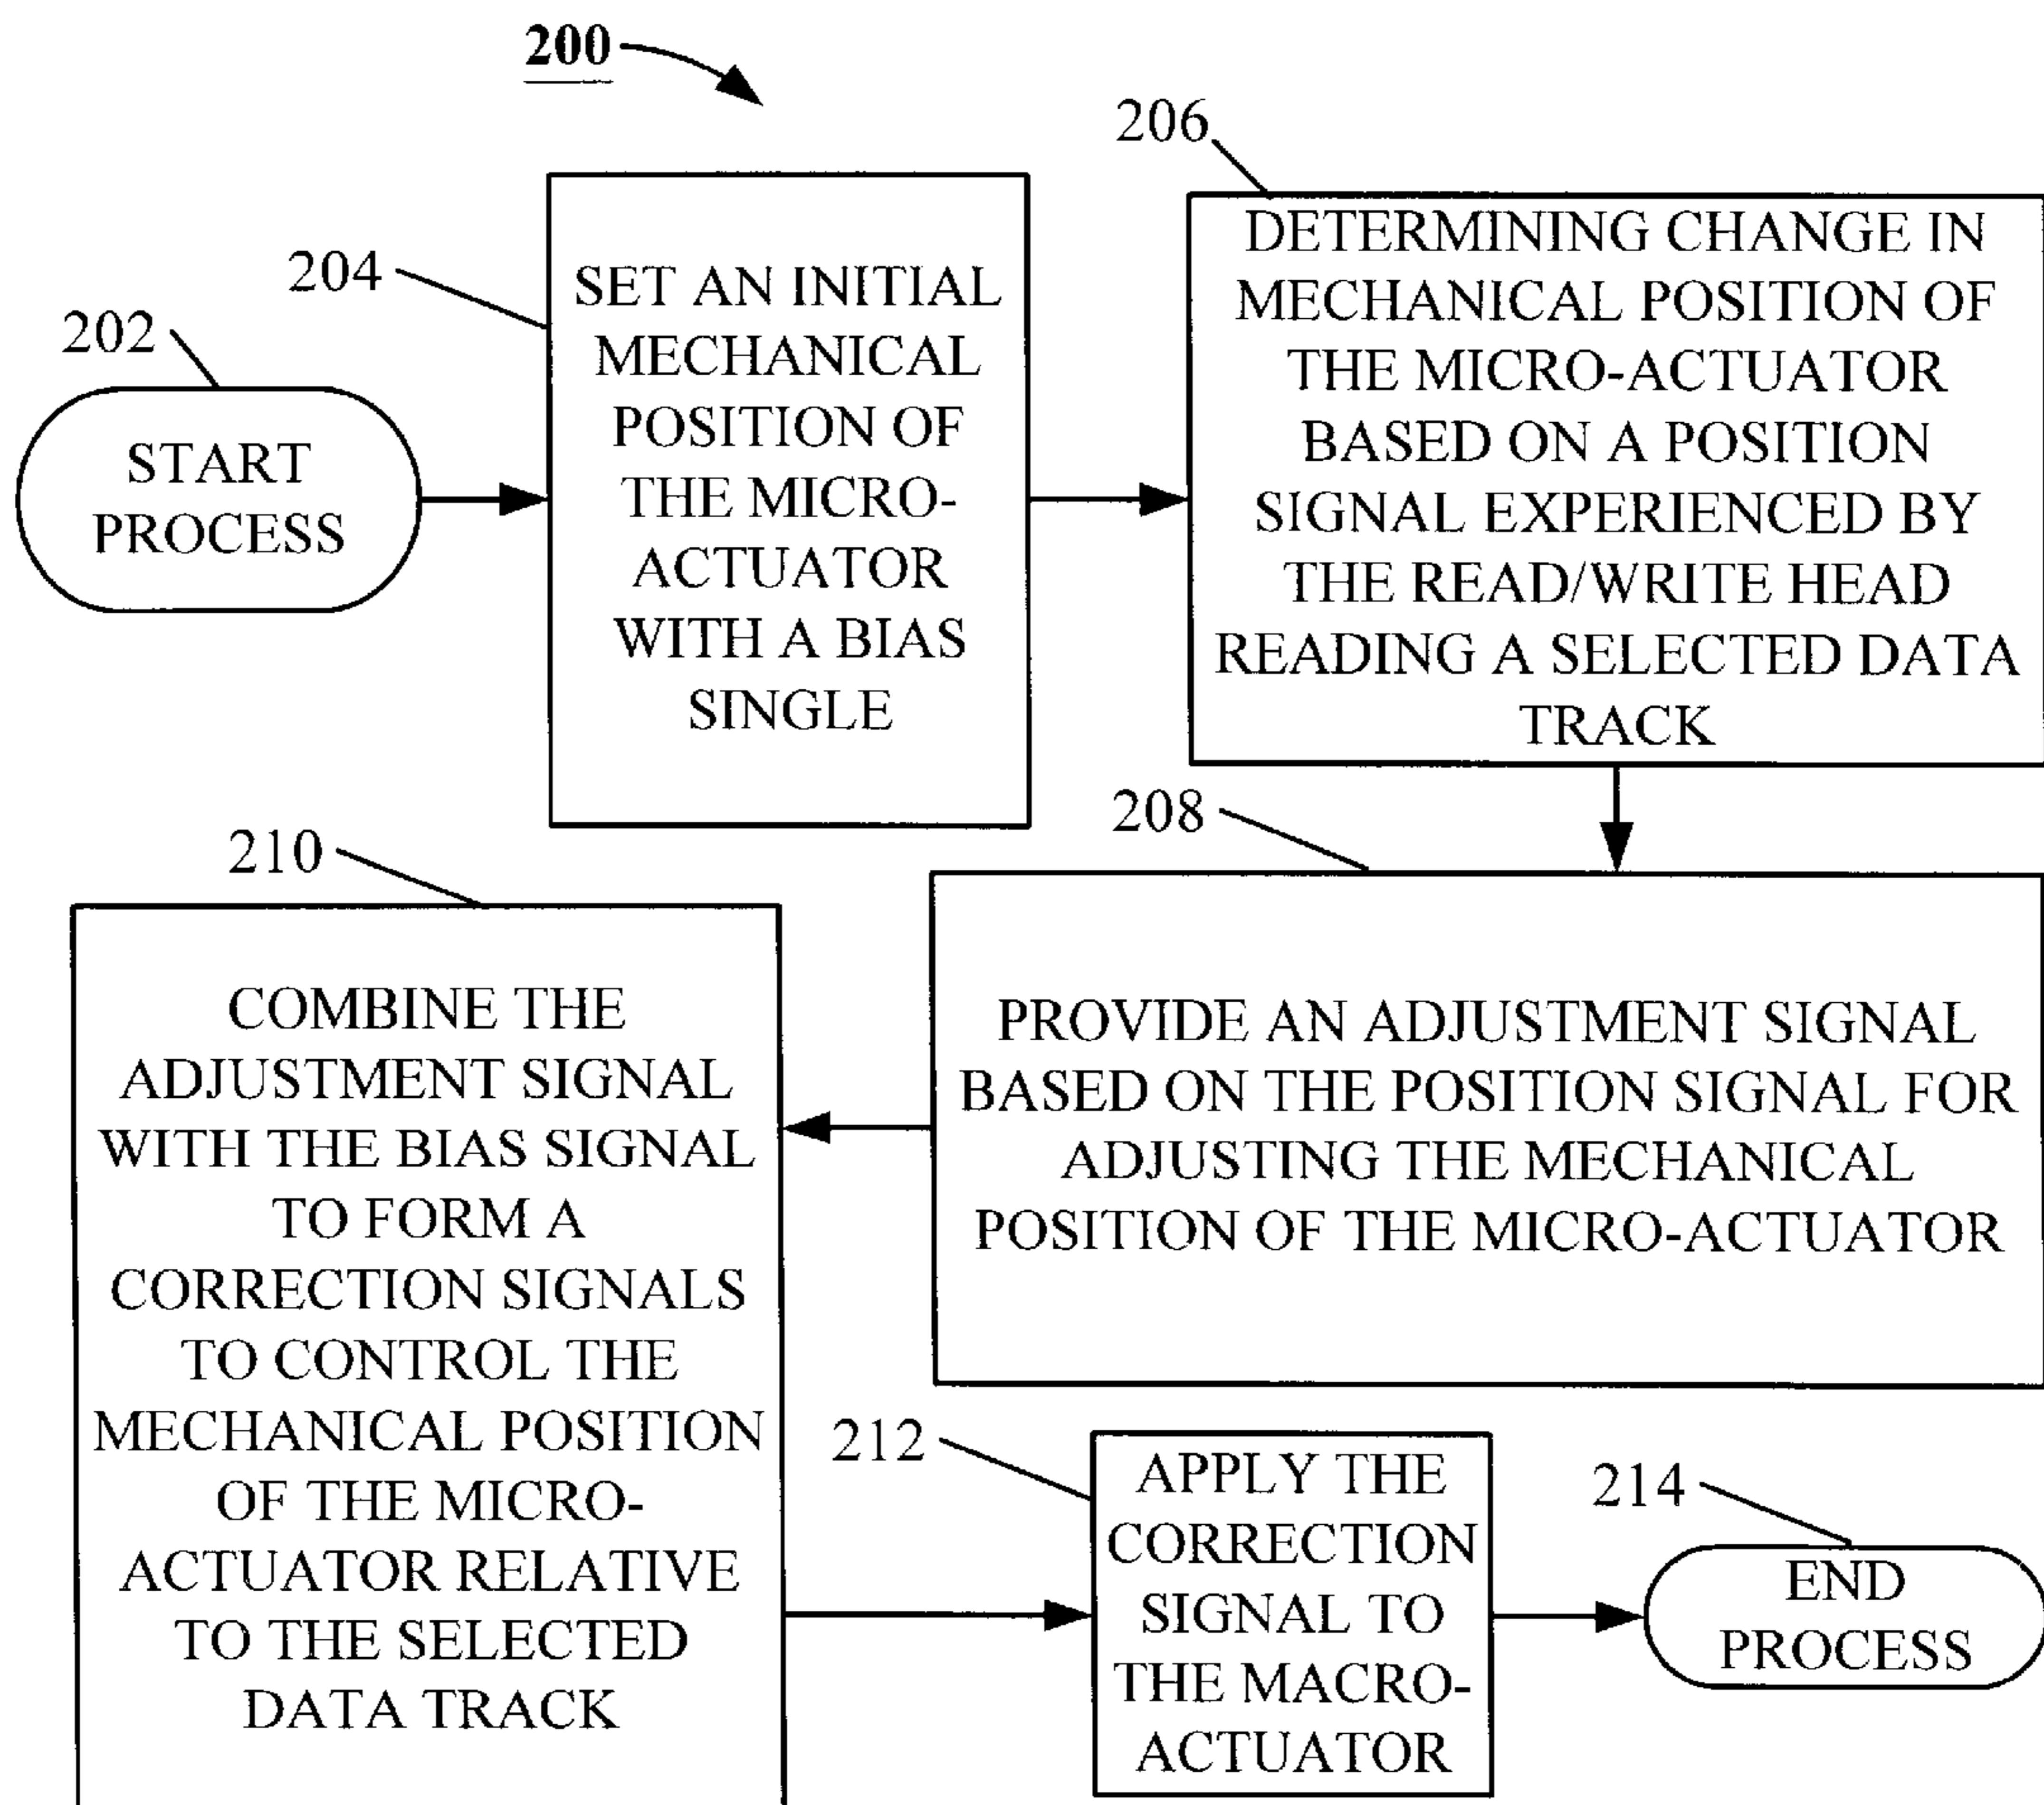 200
202
START
PROCESS
204
SET AN INITIAL
MECHANICAL
POSITION OF
THE MICRO-
ACTUATOR
WITH A BIAS
SINGLE
206
DETERMINING CHANGE IN
MECHANICAL POSITION OF
THE MICRO-ACTUATOR
BASED ON A POSITION
SIGNAL EXPERIENCED BY
THE READ/WRITE HEAD
READING A SELECTED DATA
TRACK
208
PROVIDE AN ADJUSTMENT SIGNAL
BASED ON THE POSITION SIGNAL FOR
ADJUSTING THE MECHANICAL
POSITION OF THE MICRO-ACTUATOR
210
COMBINE THE
ADJUSTMENT SIGNAL
WITH THE BIAS SIGNAL
TO FORM A
CORRECTION SIGNALS
TO CONTROL THE
MECHANICAL POSITION
OF THE MICRO-
ACTUATOR RELATIVE
TO THE SELECTED
DATA TRACK
212
APPLY THE
CORRECTION
SIGNAL TO
THE MACRO-
ACTUATOR
214
END
PROCESS